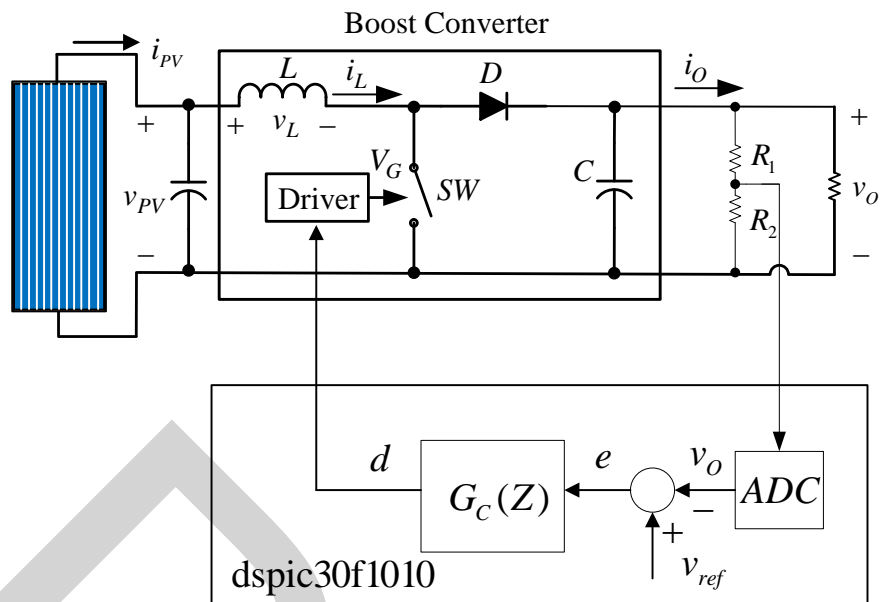 Boost Converter
i_PV
L
i_L
D
i_O
+
+ v_L −
+
V_G
C
R_1
v_PV
Driver
SW
v_O
R_2
−
−
d
G_C(Z)
e
v_O
−
ADC
+
v_ref
dspic30f1010